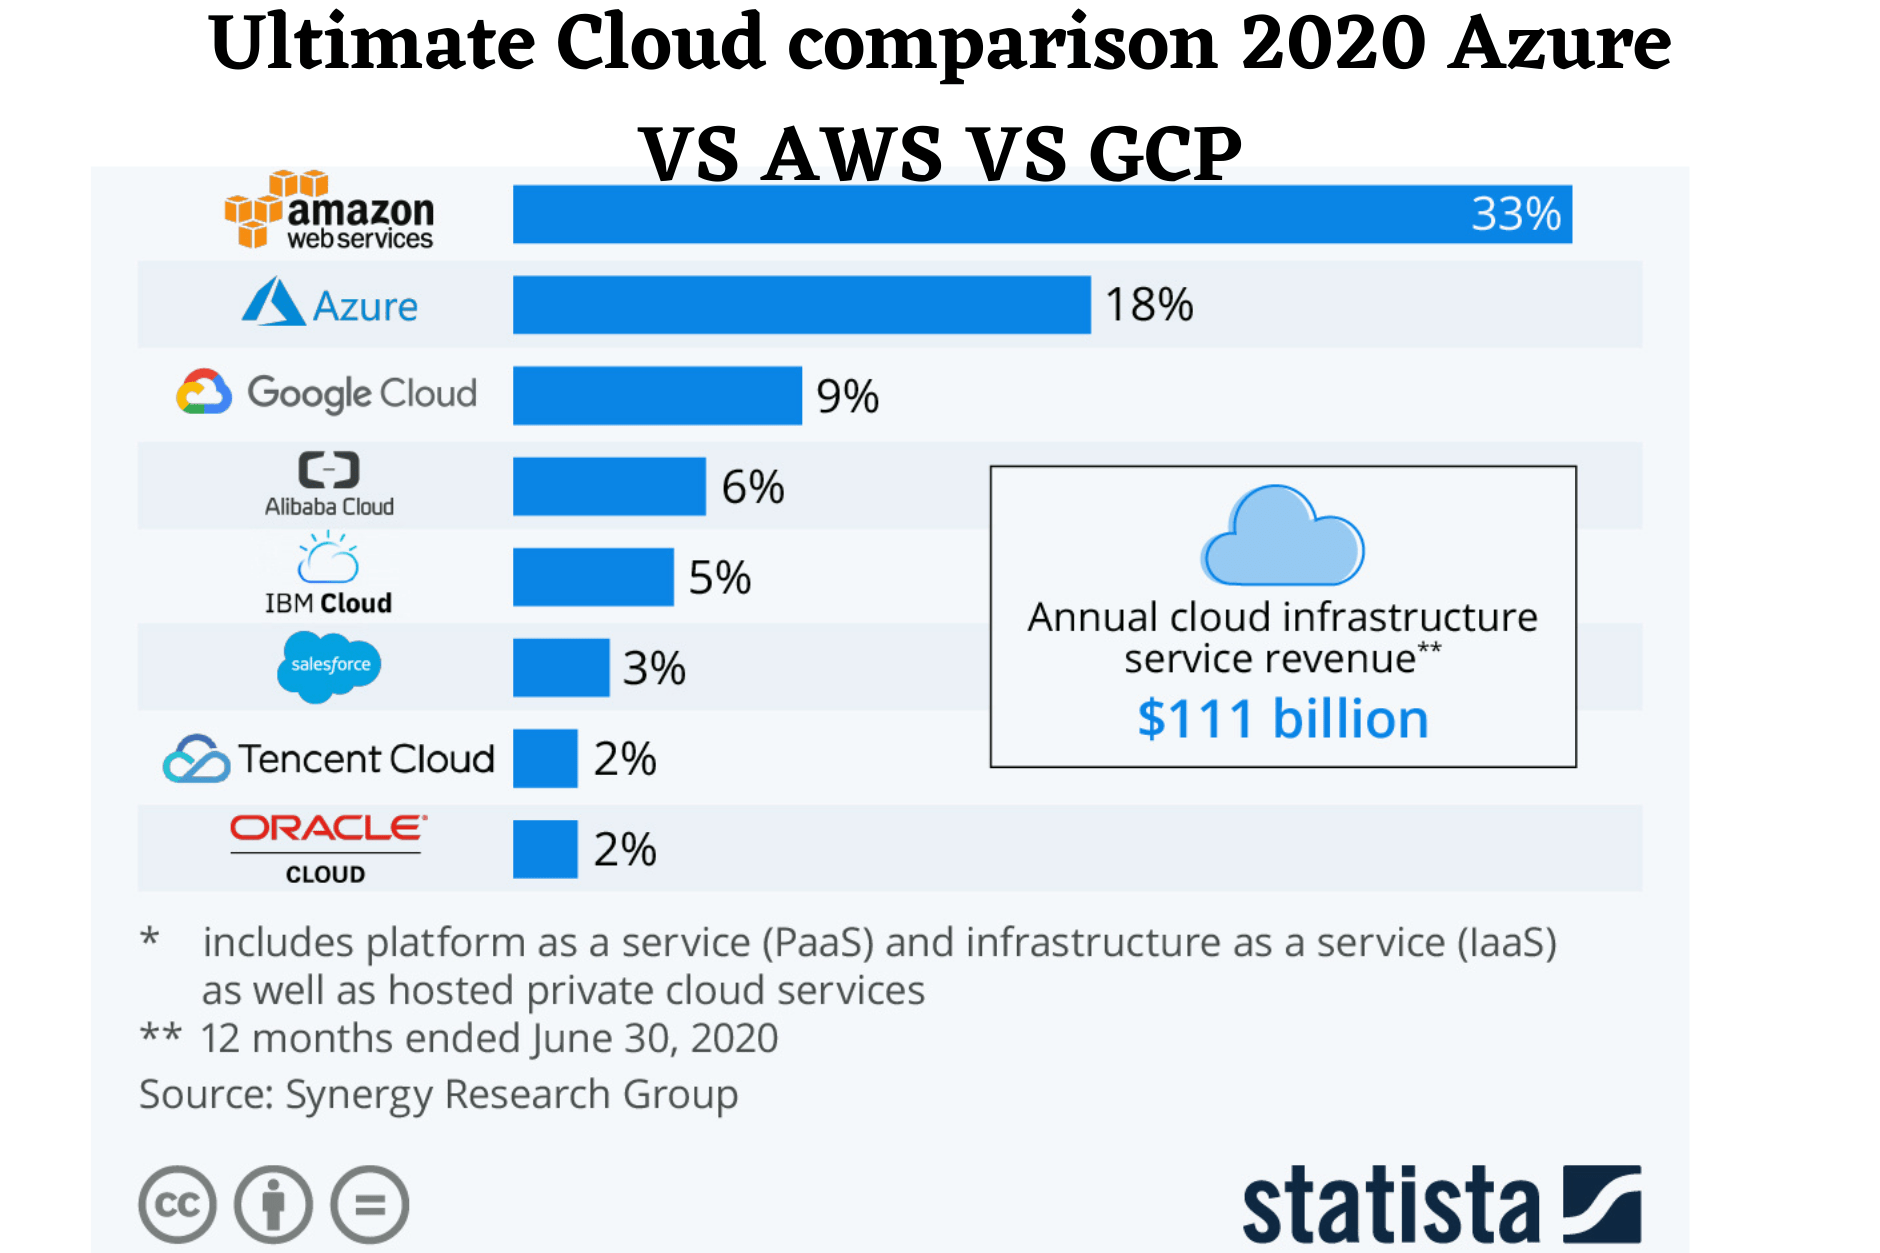 Ultimate Cloud comparison 2020 Azure
VS AWS VS GCP
amazon
web services
33%
Azure
18%
Google Cloud
9%
Alibaba Cloud
6%
IBM Cloud
5%
salesforce
3%
Tencent Cloud
2%
ORACLE
CLOUD
2%
Annual cloud infrastructure
service revenue**
$111 billion
* includes platform as a service (PaaS) and infrastructure as a service (IaaS)
as well as hosted private cloud services
** 12 months ended June 30, 2020
Source: Synergy Research Group
cc
=
statista